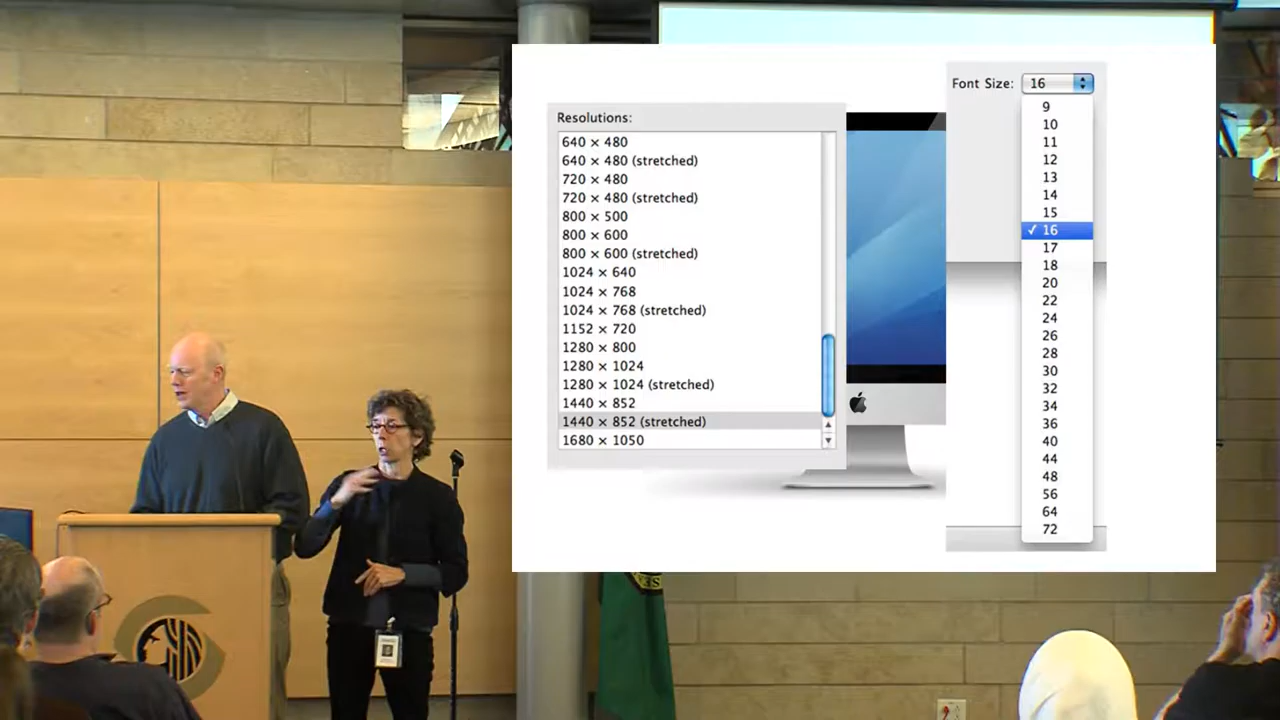 Resolutions:
640 × 480
640 × 480 (stretched)
720 × 480
720 × 480 (stretched)
800 × 500
800 × 600
800 × 600 (stretched)
1024 × 640
1024 × 768
1024 × 768 (stretched)
1152 × 720
1280 × 800
1280 × 1024
1280 × 1024 (stretched)
1440 × 852
1440 × 852 (stretched)
1680 × 1050
Font Size: 16
9
10
11
12
13
14
15
✓ 16
17
18
20
22
24
26
28
30
32
34
36
40
44
48
56
64
72